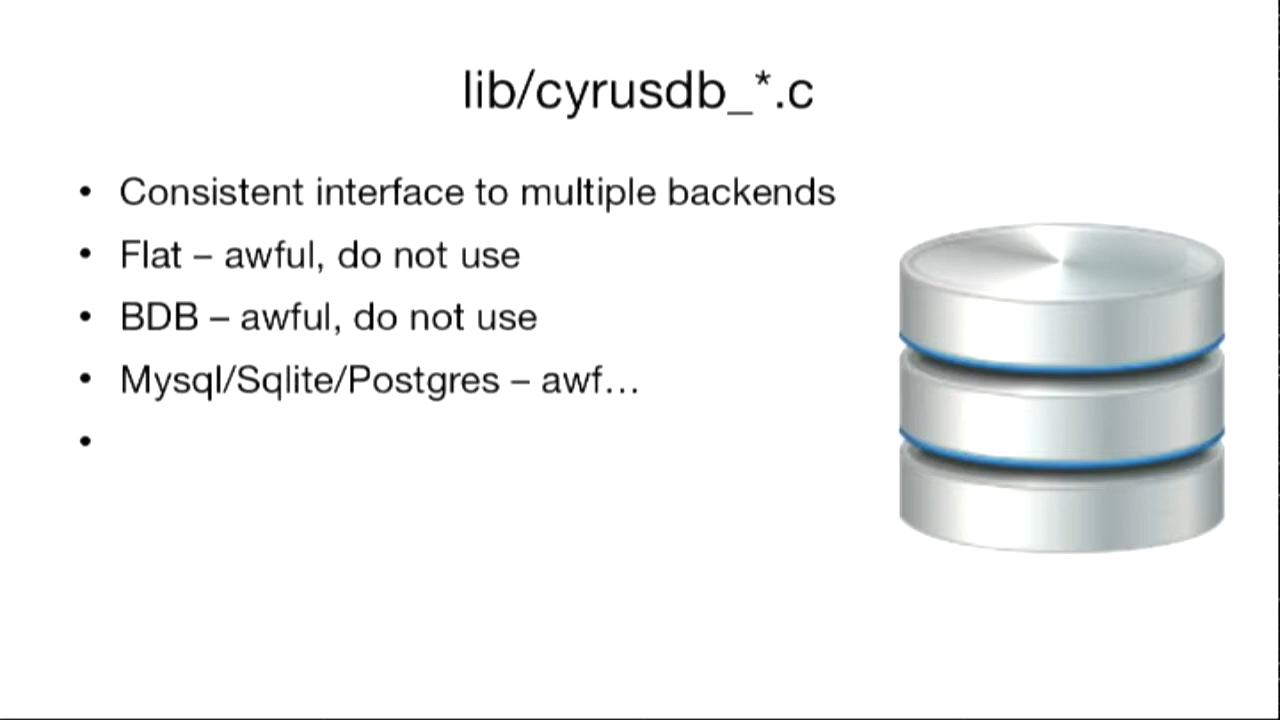 lib/cyrusdb_*.c
• Consistent interface to multiple backends
• Flat – awful, do not use
• BDB – awful, do not use
• Mysql/Sqlite/Postgres – awf…
•